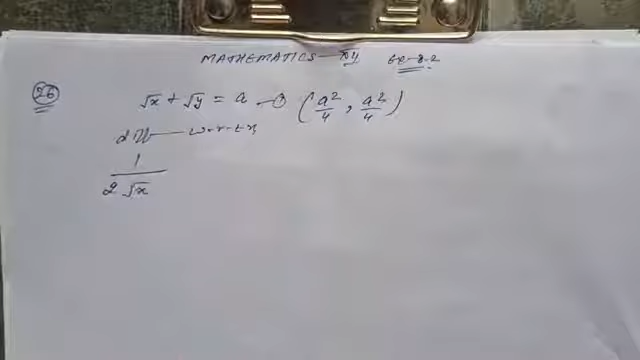 MATHEMATICS
26
√x + √y = a — ① (a²/4, a²/4)
diff — w.r.t x
1
2√x